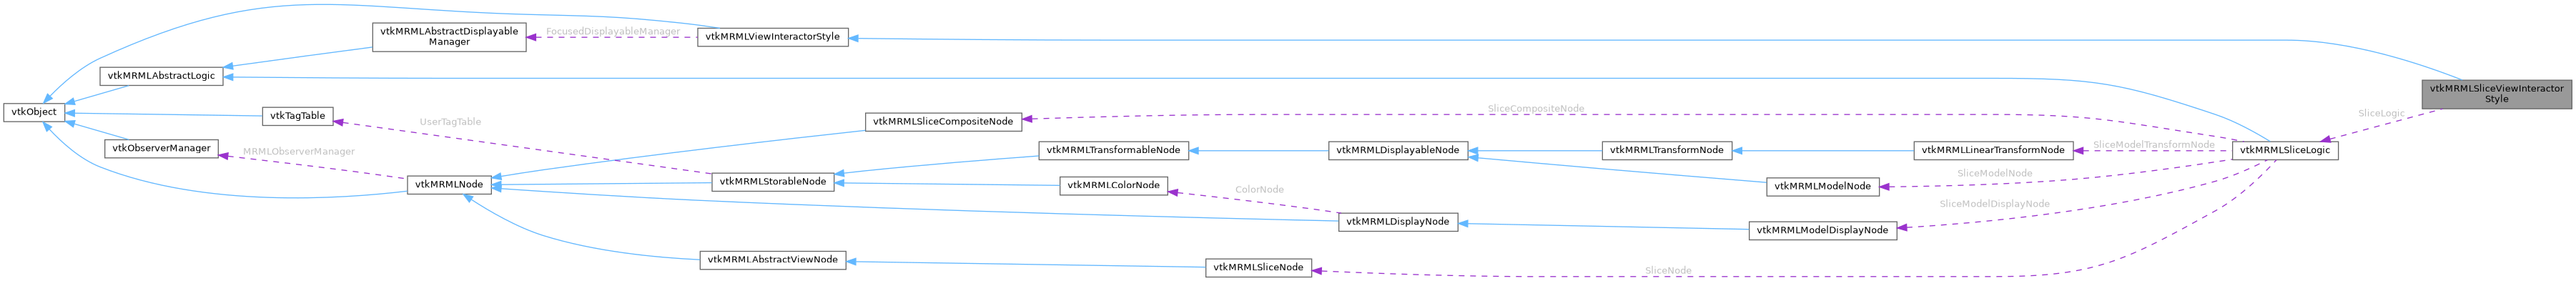 vtkMRMLAbstractDisplayable
Manager
FocusedDisplayableManager
vtkMRMLViewInteractorStyle
vtkMRMLAbstractLogic
vtkMRMLSliceViewInteractor
Style
vtkObject
vtkTagTable
UserTagTable
vtkMRMLSliceCompositeNode
SliceCompositeNode
SliceLogic
vtkObserverManager
MRMLObserverManager
vtkMRMLTransformableNode
vtkMRMLDisplayableNode
vtkMRMLTransformNode
vtkMRMLLinearTransformNode
SliceModelTransformNode
vtkMRMLSliceLogic
vtkMRMLNode
vtkMRMLStorableNode
vtkMRMLColorNode
ColorNode
vtkMRMLModelNode
SliceModelNode
vtkMRMLDisplayNode
vtkMRMLModelDisplayNode
SliceModelDisplayNode
vtkMRMLAbstractViewNode
vtkMRMLSliceNode
SliceNode